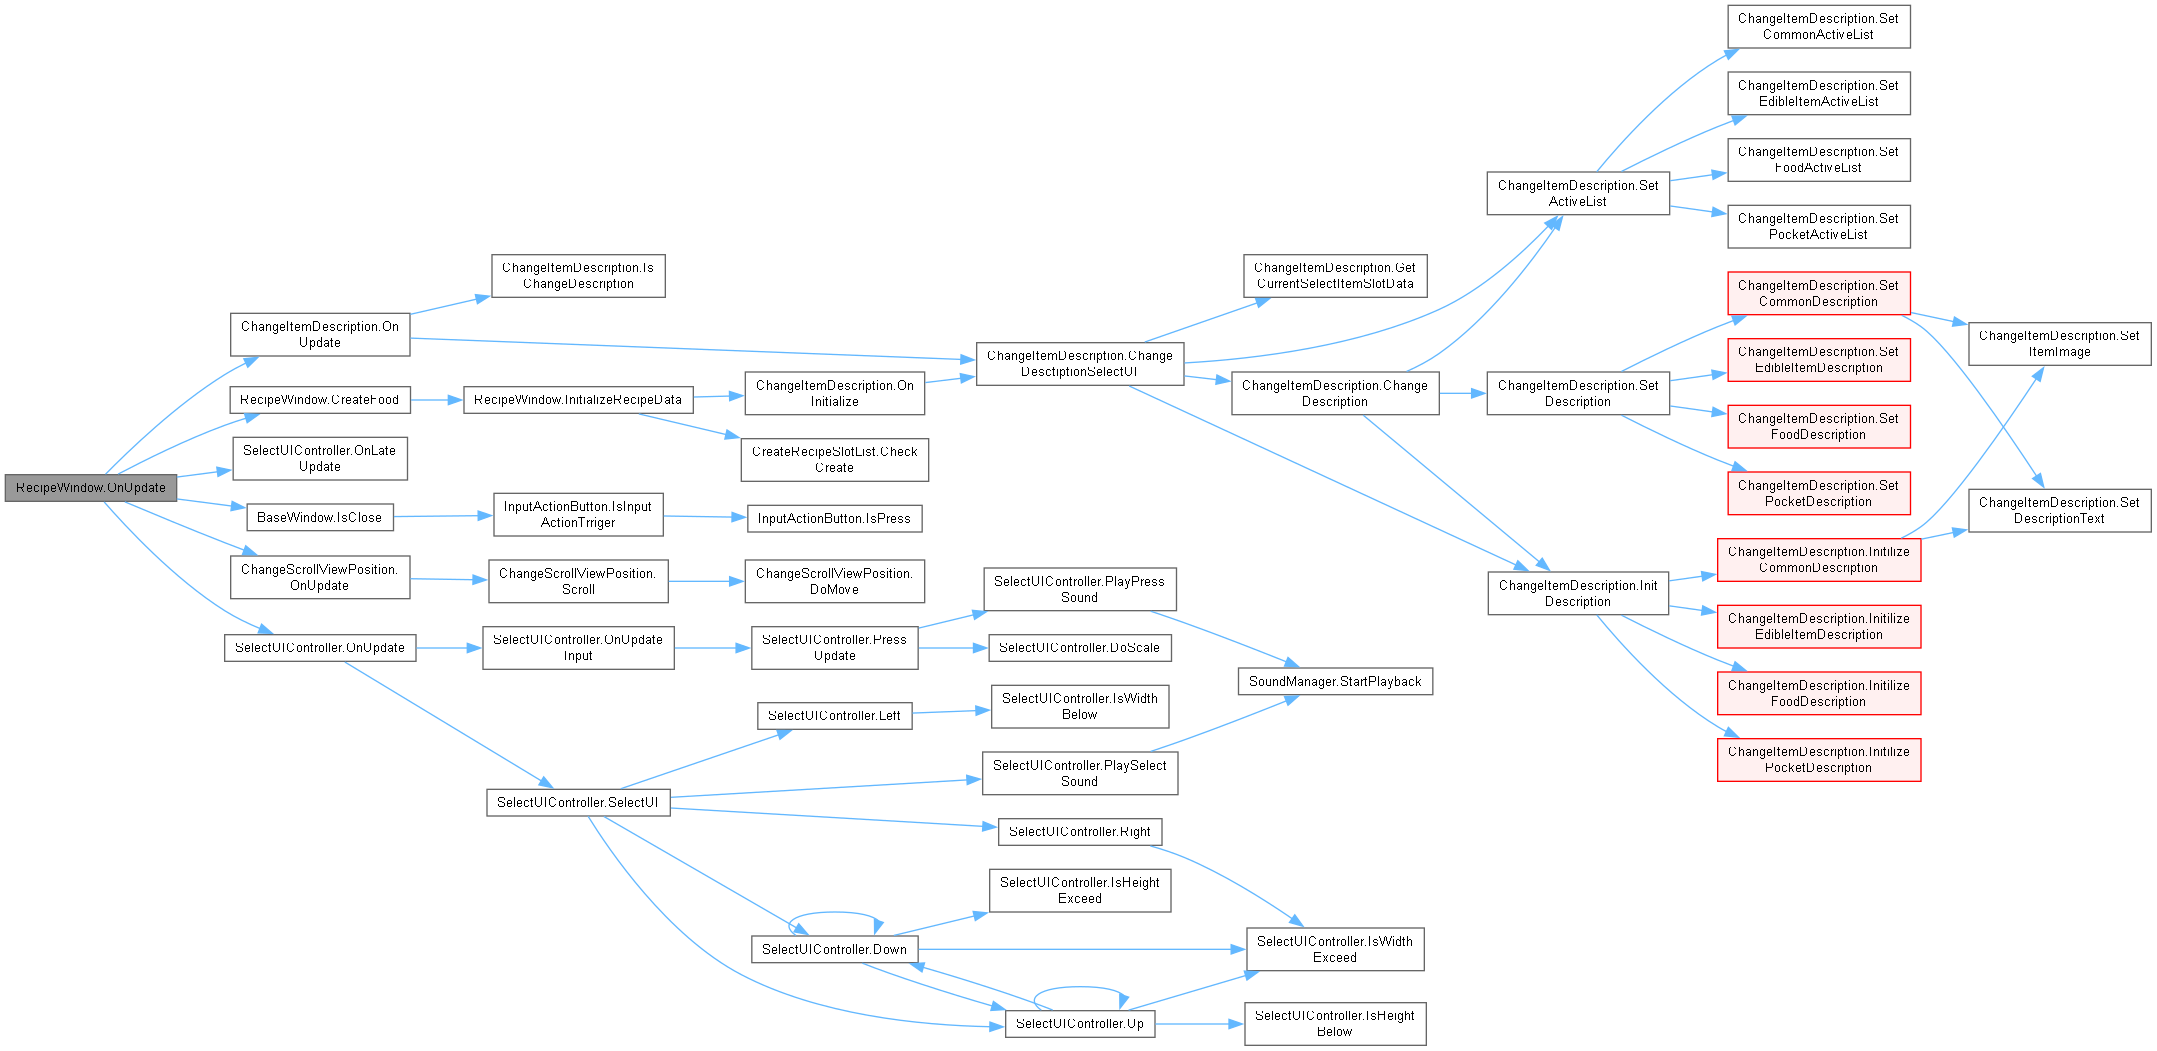 RecipeWindow.OnUpdate
ChangeItemDescription.On
Update
RecipeWindow.CreateFood
SelectUIController.OnLate
Update
BaseWindow.IsClose
ChangeScrollViewPosition.
OnUpdate
SelectUIController.OnUpdate
ChangeItemDescription.Is
ChangeDescription
RecipeWindow.InitializeRecipeData
InputActionButton.IsInput
ActionTrriger
ChangeScrollViewPosition.
Scroll
SelectUIController.OnUpdate
Input
SelectUIController.SelectUI
ChangeItemDescription.On
Initialize
CreateRecipeSlotList.Check
Create
InputActionButton.IsPress
ChangeScrollViewPosition.
DoMove
SelectUIController.Press
Update
SelectUIController.Left
SelectUIController.Down
ChangeItemDescription.Change
DesctiptionSelectUI
SelectUIController.PlayPress
Sound
SelectUIController.DoScale
SelectUIController.IsWidth
Below
SelectUIController.PlaySelect
Sound
SelectUIController.Right
SelectUIController.IsHeight
Exceed
SelectUIController.Up
ChangeItemDescription.Get
CurrentSelectItemSlotData
ChangeItemDescription.Change
Description
SoundManager.StartPlayback
SelectUIController.IsWidth
Exceed
SelectUIController.IsHeight
Below
ChangeItemDescription.Set
ActiveList
ChangeItemDescription.Set
Description
ChangeItemDescription.Init
Description
ChangeItemDescription.Set
CommonActiveList
ChangeItemDescription.Set
EdibleItemActiveList
ChangeItemDescription.Set
FoodActiveList
ChangeItemDescription.Set
PocketActiveList
ChangeItemDescription.Set
CommonDescription
ChangeItemDescription.Set
EdibleItemDescription
ChangeItemDescription.Set
FoodDescription
ChangeItemDescription.Set
PocketDescription
ChangeItemDescription.Initilize
CommonDescription
ChangeItemDescription.Initilize
EdibleItemDescription
ChangeItemDescription.Initilize
FoodDescription
ChangeItemDescription.Initilize
PocketDescription
ChangeItemDescription.Set
ItemImage
ChangeItemDescription.Set
DescriptionText